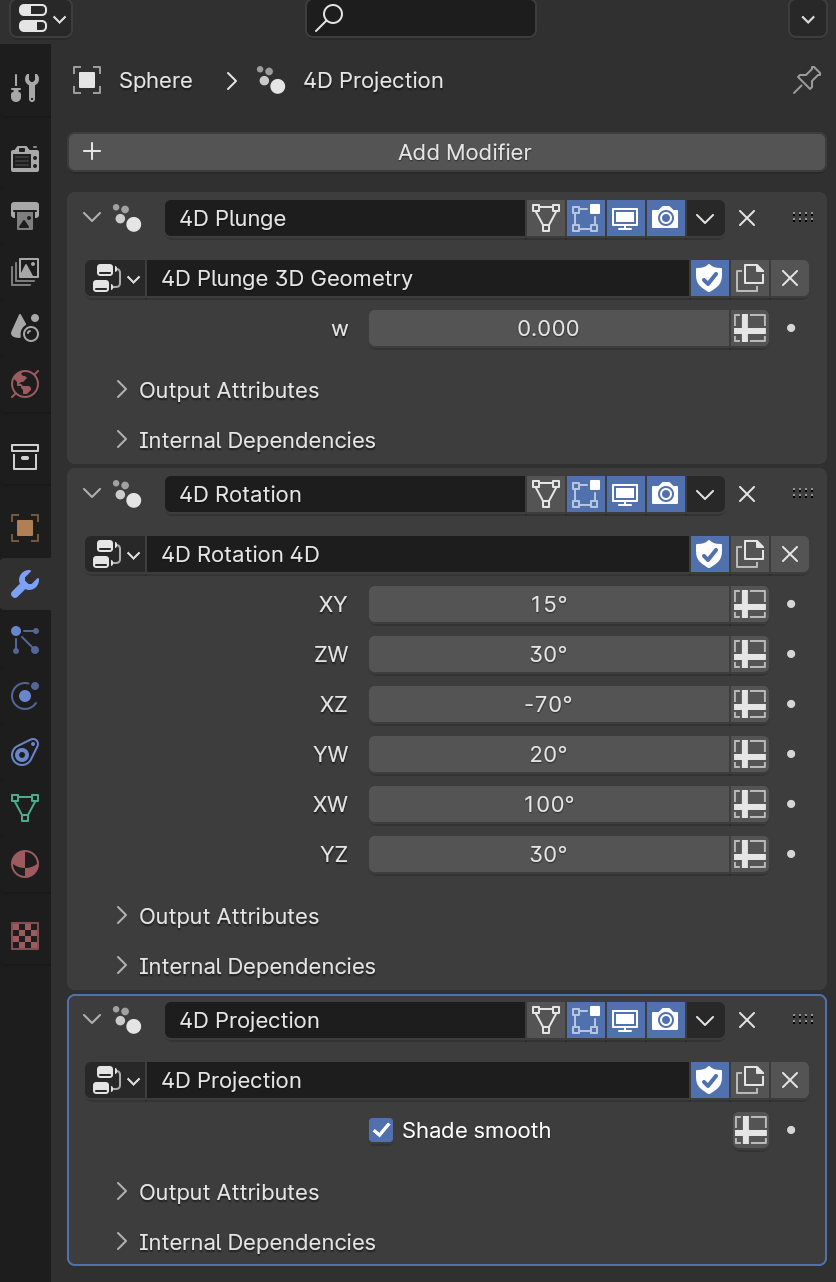 Sphere > 4D Projection
Add Modifier
4D Plunge
4D Plunge 3D Geometry
w 0.000
Output Attributes
Internal Dependencies
4D Rotation
4D Rotation 4D
XY 15°
ZW 30°
XZ -70°
YW 20°
XW 100°
YZ 30°
Output Attributes
Internal Dependencies
4D Projection
4D Projection
Shade smooth
Output Attributes
Internal Dependencies